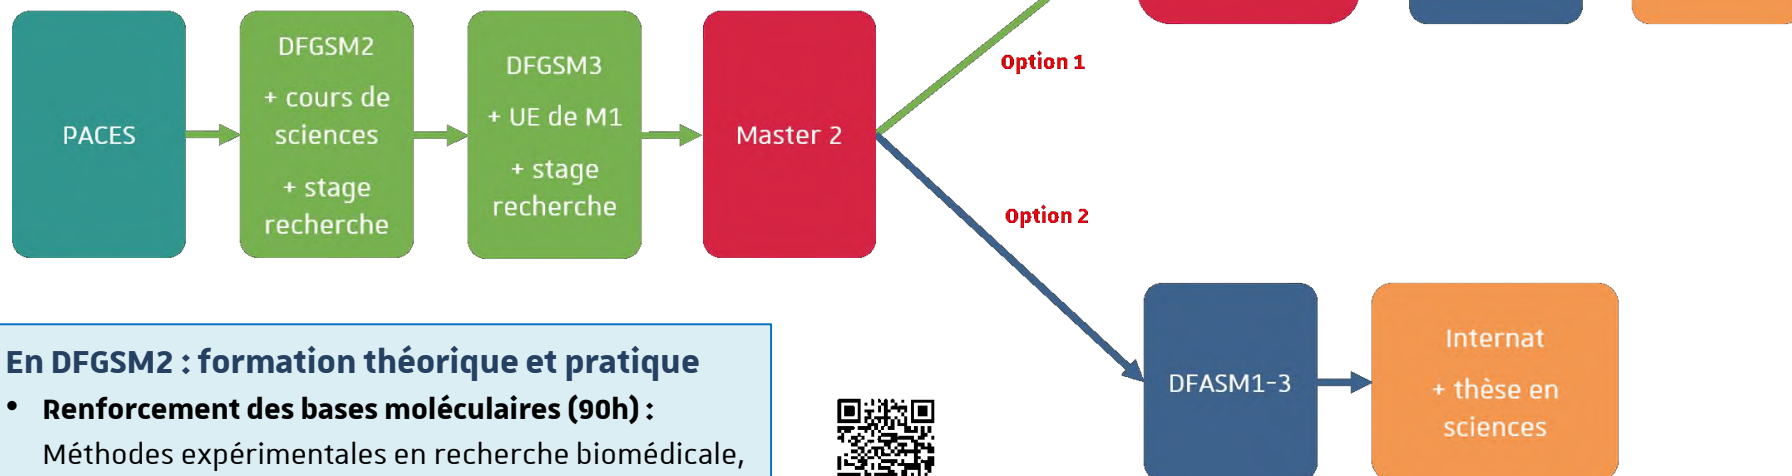 PACES
DFGSM2
+ cours de
sciences
+ stage
recherche
DFGSM3
+ UE de M1
+ stage
recherche
Master 2
Option 1
Option 2
DFASM1-3
Internat
+ thèse en
sciences
En DFGSM2 : formation théorique et pratique
• Renforcement des bases moléculaires (90h) :
Méthodes expérimentales en recherche biomédicale,